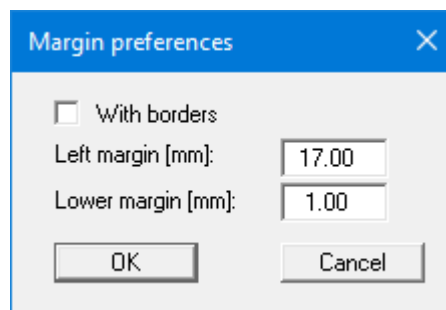 Margin preferences
With borders
Left margin [mm]: 17.00
Lower margin [mm]: 1.00
OK Cancel